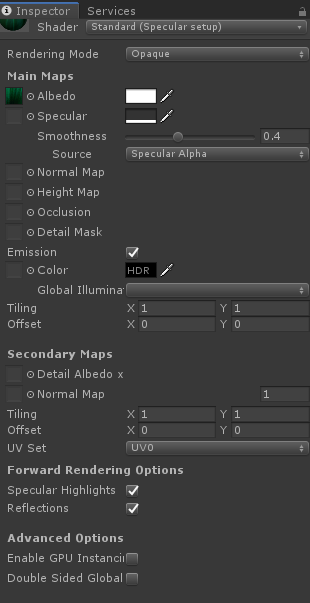 Inspector Services
Shader Standard (Specular setup)
Rendering Mode Opaque
Main Maps
Albedo
Specular
Smoothness 0.4
Source Specular Alpha
Normal Map
Height Map
Occlusion
Detail Mask
Emission
Color HDR
Global Illuminat
Tiling X 1 Y 1
Offset X 0 Y 0
Secondary Maps
Detail Albedo x
Normal Map 1
Tiling X 1 Y 1
Offset X 0 Y 0
UV Set UV0
Forward Rendering Options
Specular Highlights
Reflections
Advanced Options
Enable GPU Instancin
Double Sided Global